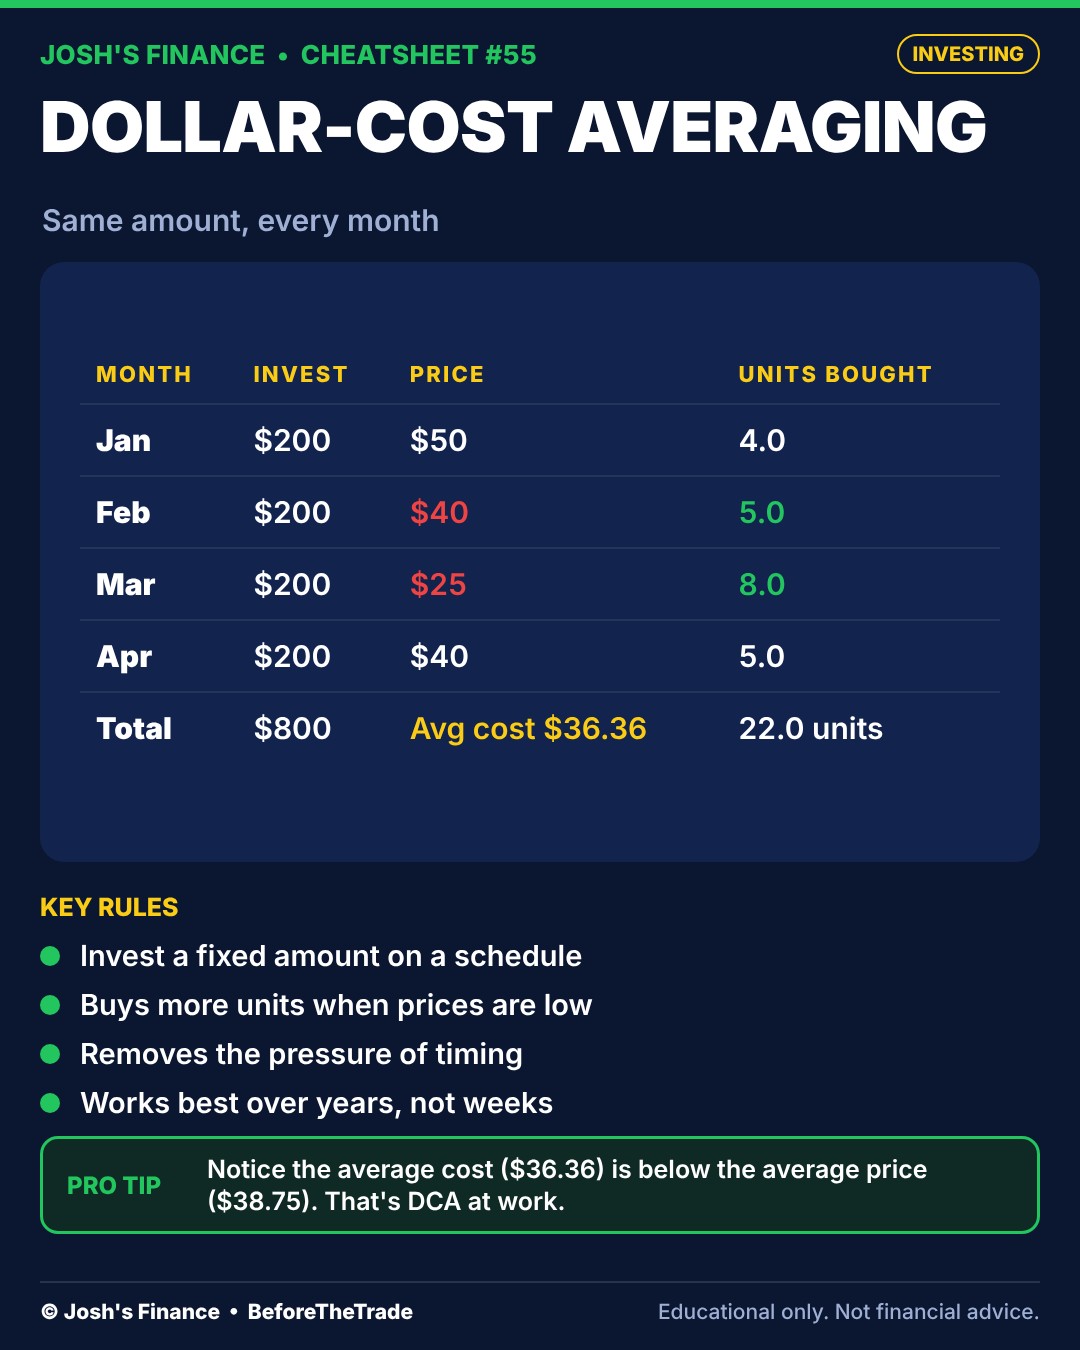 JOSH'S FINANCE • CHEATSHEET #55
INVESTING
DOLLAR-COST AVERAGING
Same amount, every month
MONTH INVEST PRICE UNITS BOUGHT
Jan $200 $50 4.0
Feb $200 $40 5.0
Mar $200 $25 8.0
Apr $200 $40 5.0
Total $800 Avg cost $36.36 22.0 units
KEY RULES
Invest a fixed amount on a schedule
Buys more units when prices are low
Removes the pressure of timing
Works best over years, not weeks
PRO TIP
Notice the average cost ($36.36) is below the average price
($38.75). That's DCA at work.
© Josh's Finance • BeforeTheTrade
Educational only. Not financial advice.